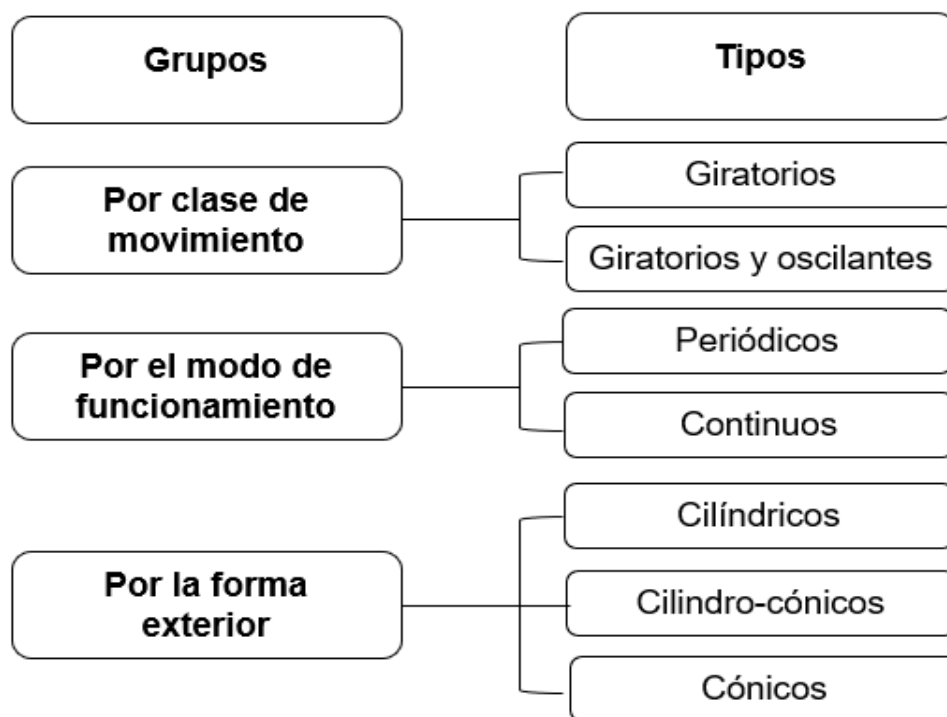 Grupos
Tipos
Por clase de
movimiento
Giratorios
Giratorios y oscilantes
Por el modo de
funcionamiento
Periódicos
Continuos
Por la forma
exterior
Cilíndricos
Cilindro-cónicos
Cónicos